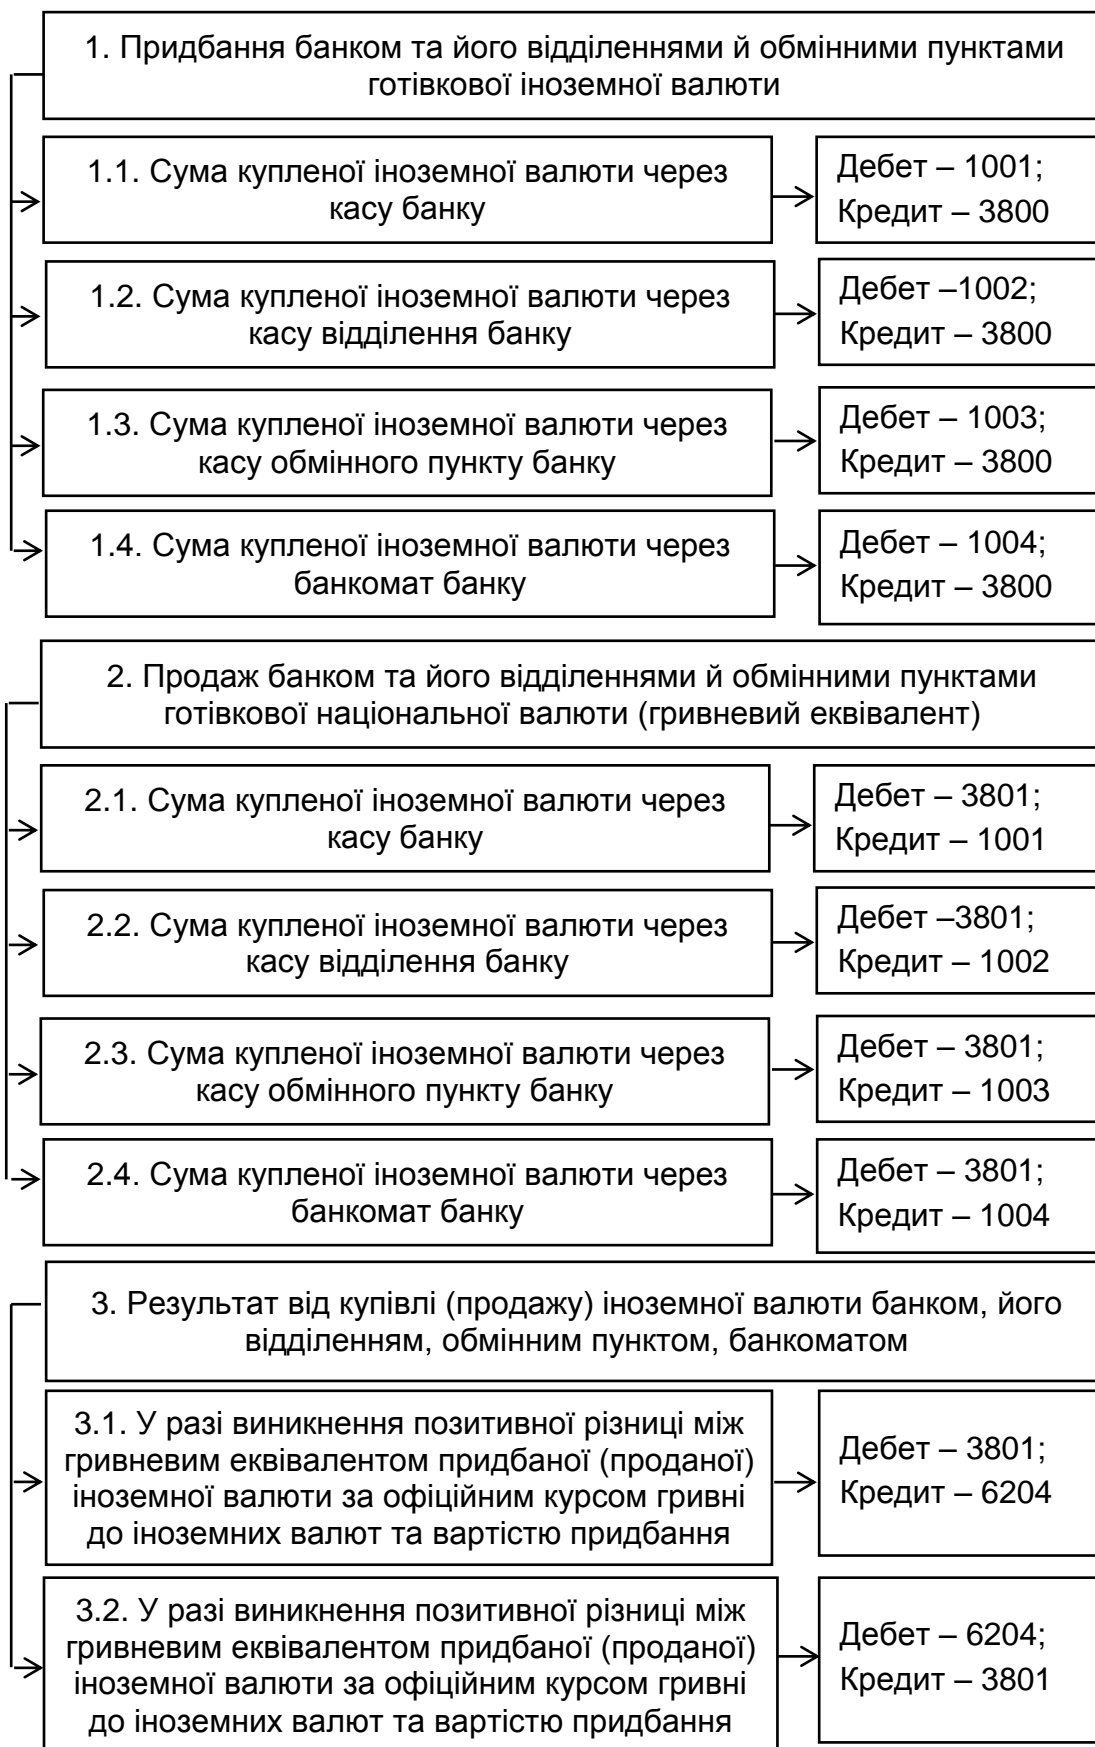 1. Придбання банком та його відділеннями й обмінними пунктами
готівкової іноземної валюти
1.1. Сума купленої іноземної валюти через
касу банку
Дебет – 1001;
Кредит – 3800
1.2. Сума купленої іноземної валюти через
касу відділення банку
Дебет –1002;
Кредит – 3800
1.3. Сума купленої іноземної валюти через
касу обмінного пункту банку
Дебет – 1003;
Кредит – 3800
1.4. Сума купленої іноземної валюти через
банкомат банку
Дебет – 1004;
Кредит – 3800
2. Продаж банком та його відділеннями й обмінними пунктами
готівкової національної валюти (гривневий еквівалент)
2.1. Сума купленої іноземної валюти через
касу банку
Дебет – 3801;
Кредит – 1001
2.2. Сума купленої іноземної валюти через
касу відділення банку
Дебет –3801;
Кредит – 1002
2.3. Сума купленої іноземної валюти через
касу обмінного пункту банку
Дебет – 3801;
Кредит – 1003
2.4. Сума купленої іноземної валюти через
банкомат банку
Дебет – 3801;
Кредит – 1004
3. Результат від купівлі (продажу) іноземної валюти банком, його
відділенням, обмінним пунктом, банкоматом
3.1. У разі виникнення позитивної різниці між
гривневим еквівалентом придбаної (проданої)
іноземної валюти за офіційним курсом гривні
до іноземних валют та вартістю придбання
Дебет – 3801;
Кредит – 6204
3.2. У разі виникнення позитивної різниці між
гривневим еквівалентом придбаної (проданої)
іноземної валюти за офіційним курсом гривні
до іноземних валют та вартістю придбання
Дебет – 6204;
Кредит – 3801